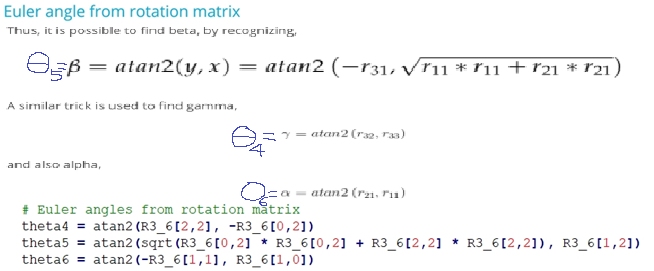 Euler angle from rotation matrix
Thus, it is possible to find beta, by recognizing,
Θ5=β = atan2(y, x) = atan2 (−r31, √r11 ∗ r11 + r21 ∗ r21)
A similar trick is used to find gamma,
Θ4= γ = atan2 (r32, r33)
and also alpha,
Θ6= α = atan2 (r21, r11)
# Euler angles from rotation matrix
theta4 = atan2(R3_6[2,2], -R3_6[0,2])
theta5 = atan2(sqrt(R3_6[0,2] * R3_6[0,2] + R3_6[2,2] * R3_6[2,2]), R3_6[1,2])
theta6 = atan2(-R3_6[1,1], R3_6[1,0])